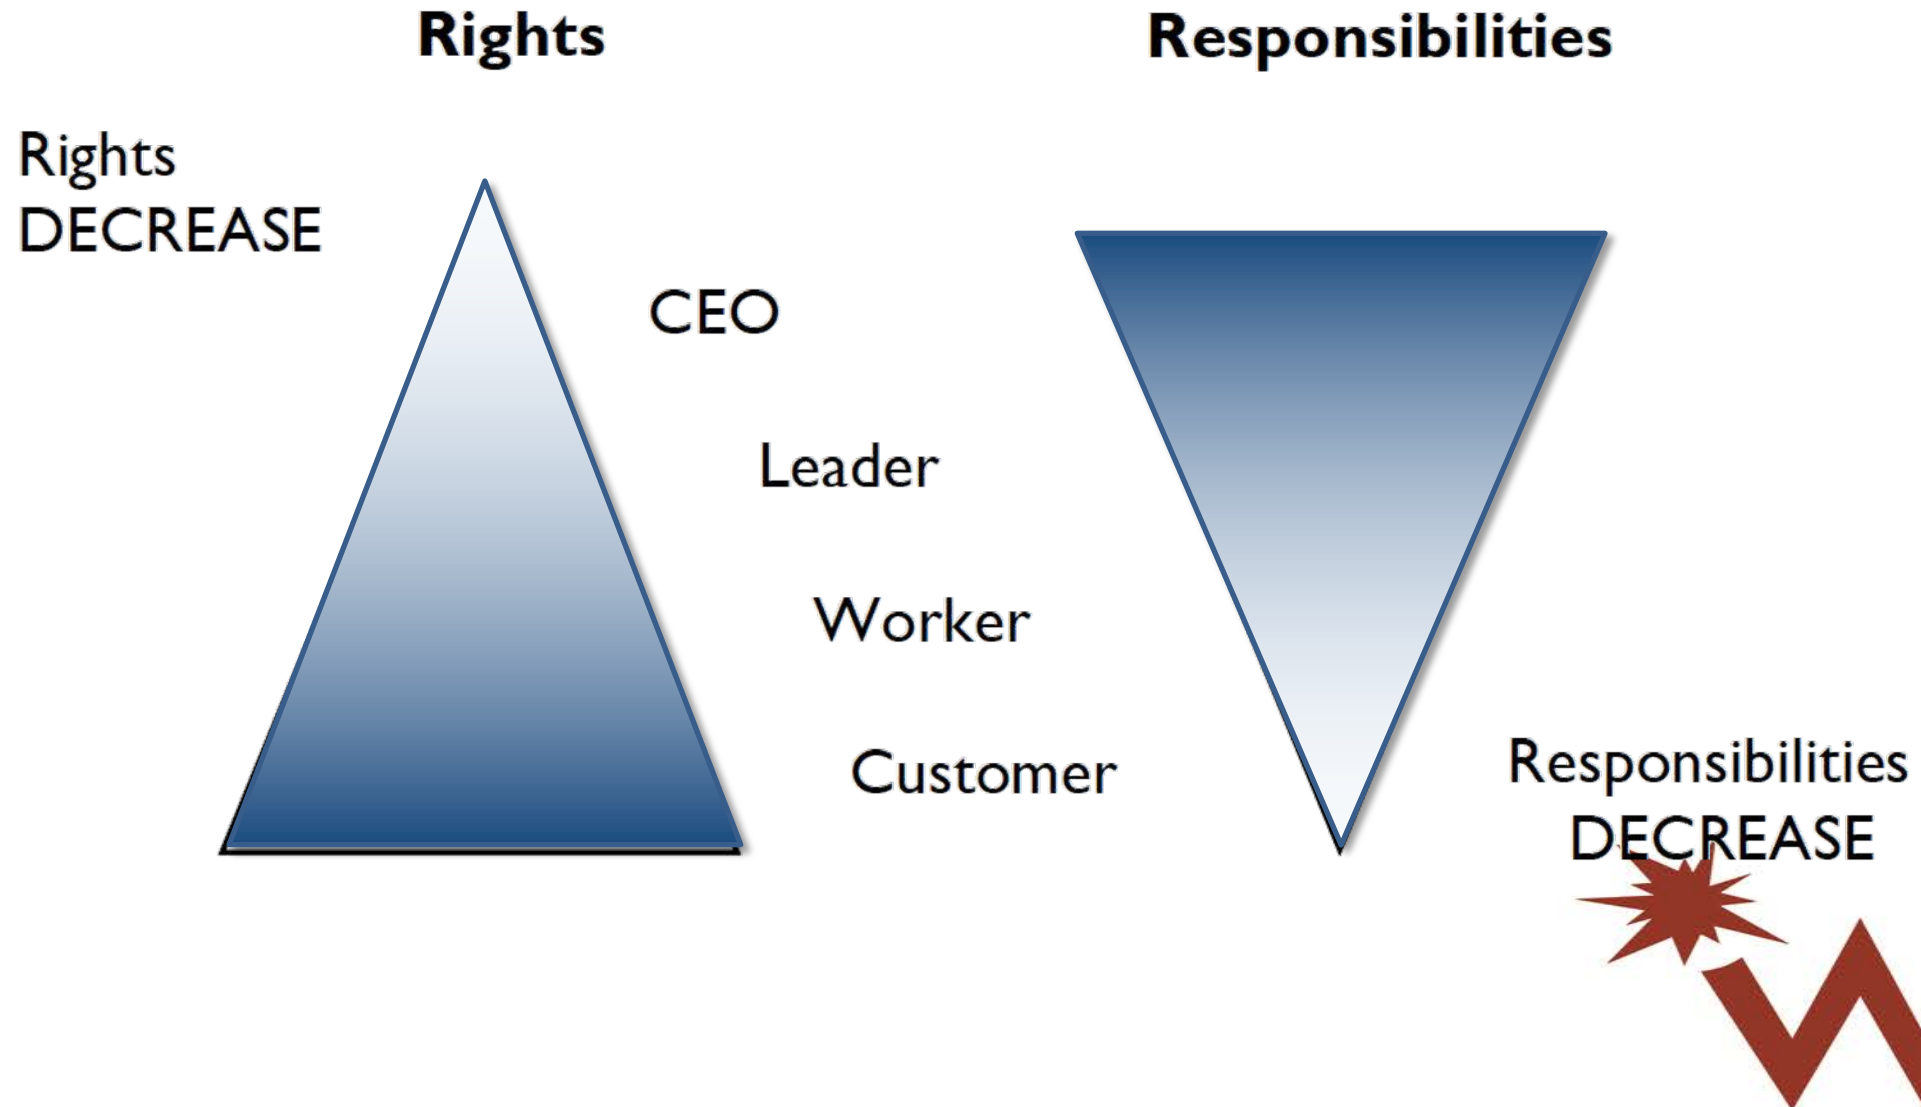 Rights
Responsibilities
Rights
DECREASE
CEO
Leader
Worker
Customer
Responsibilities
DECREASE